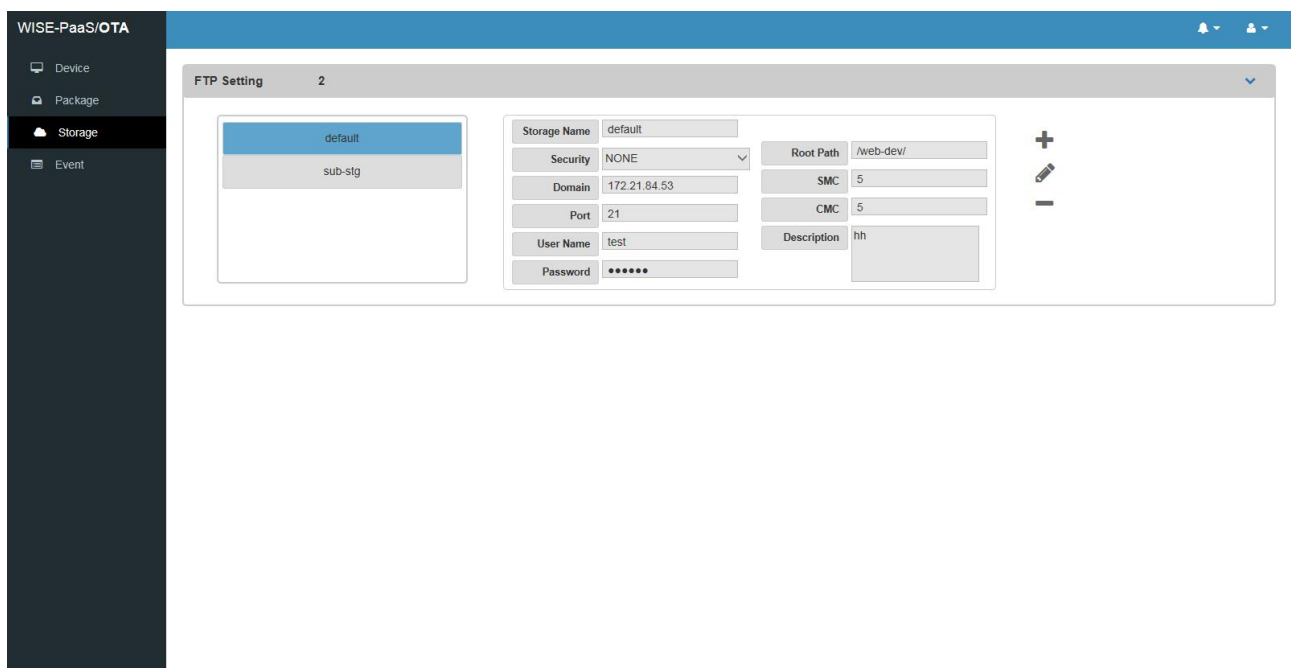 WISE-PaaS/OTA
Device
Package
Storage
Event
FTP Setting 2
default
sub-stg
Storage Name default
Security NONE
Domain 172.21.84.53
Port 21
User Name test
Password ••••••
Root Path /web-dev/
SMC 5
CMC 5
Description hh